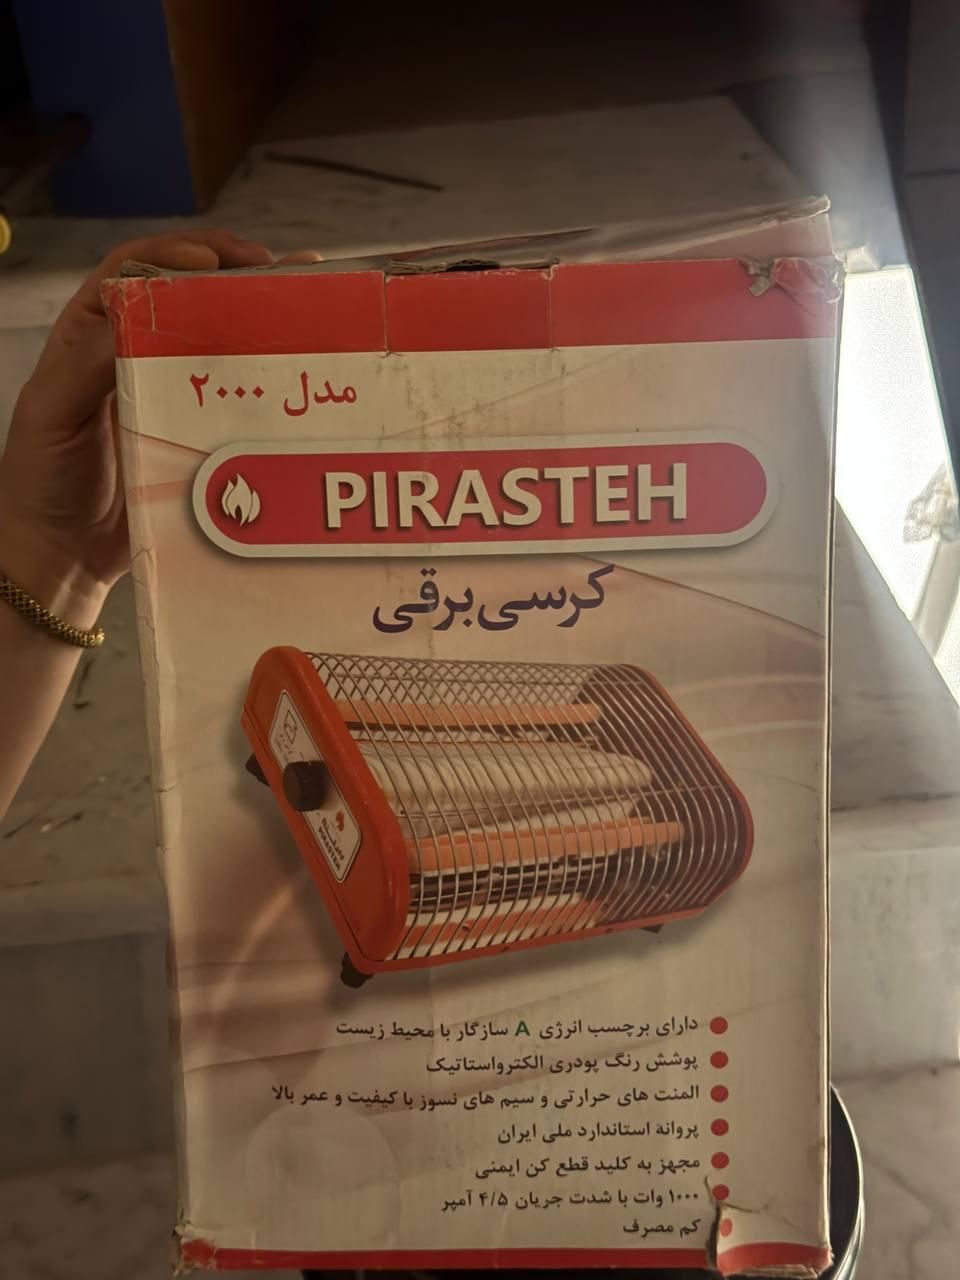 مدل ۲۰۰۰
PIRASTEH
کرسی برقی
PIRASTEH
دارای برچسب انرژی A سازگار با محیط زیست
پوشش رنگ پودری الکترواستاتیک
المنت های حرارتی و سیم های نسوز با کیفیت و عمر بالا
پروانه استاندارد ملی ایران
مجهز به کلید قطع کن ایمنی
۱۰۰۰ وات با شدت جریان ۴/۵ آمپر
کم مصرف